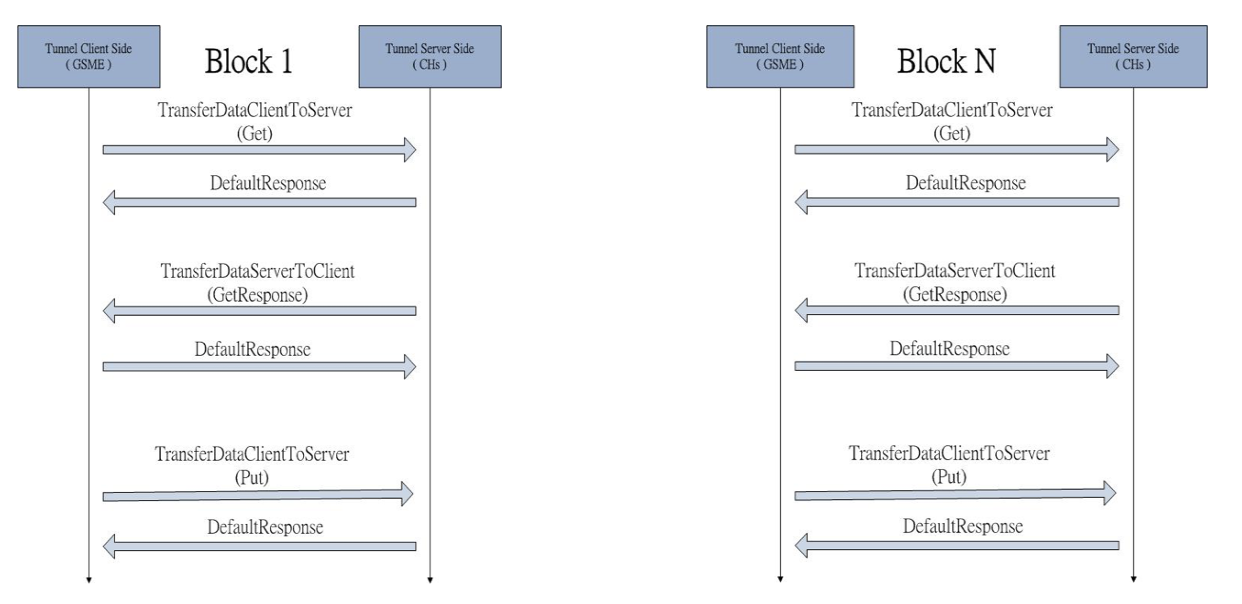 Tunnel Client Side
( GSME )
Block 1
Tunnel Server Side
( CHs )
TransferDataClientToServer
(Get)
DefaultResponse
TransferDataServerToClient
(GetResponse)
DefaultResponse
TransferDataClientToServer
(Put)
DefaultResponse
Tunnel Client Side
( GSME )
Block N
Tunnel Server Side
( CHs )
TransferDataClientToServer
(Get)
DefaultResponse
TransferDataServerToClient
(GetResponse)
DefaultResponse
TransferDataClientToServer
(Put)
DefaultResponse